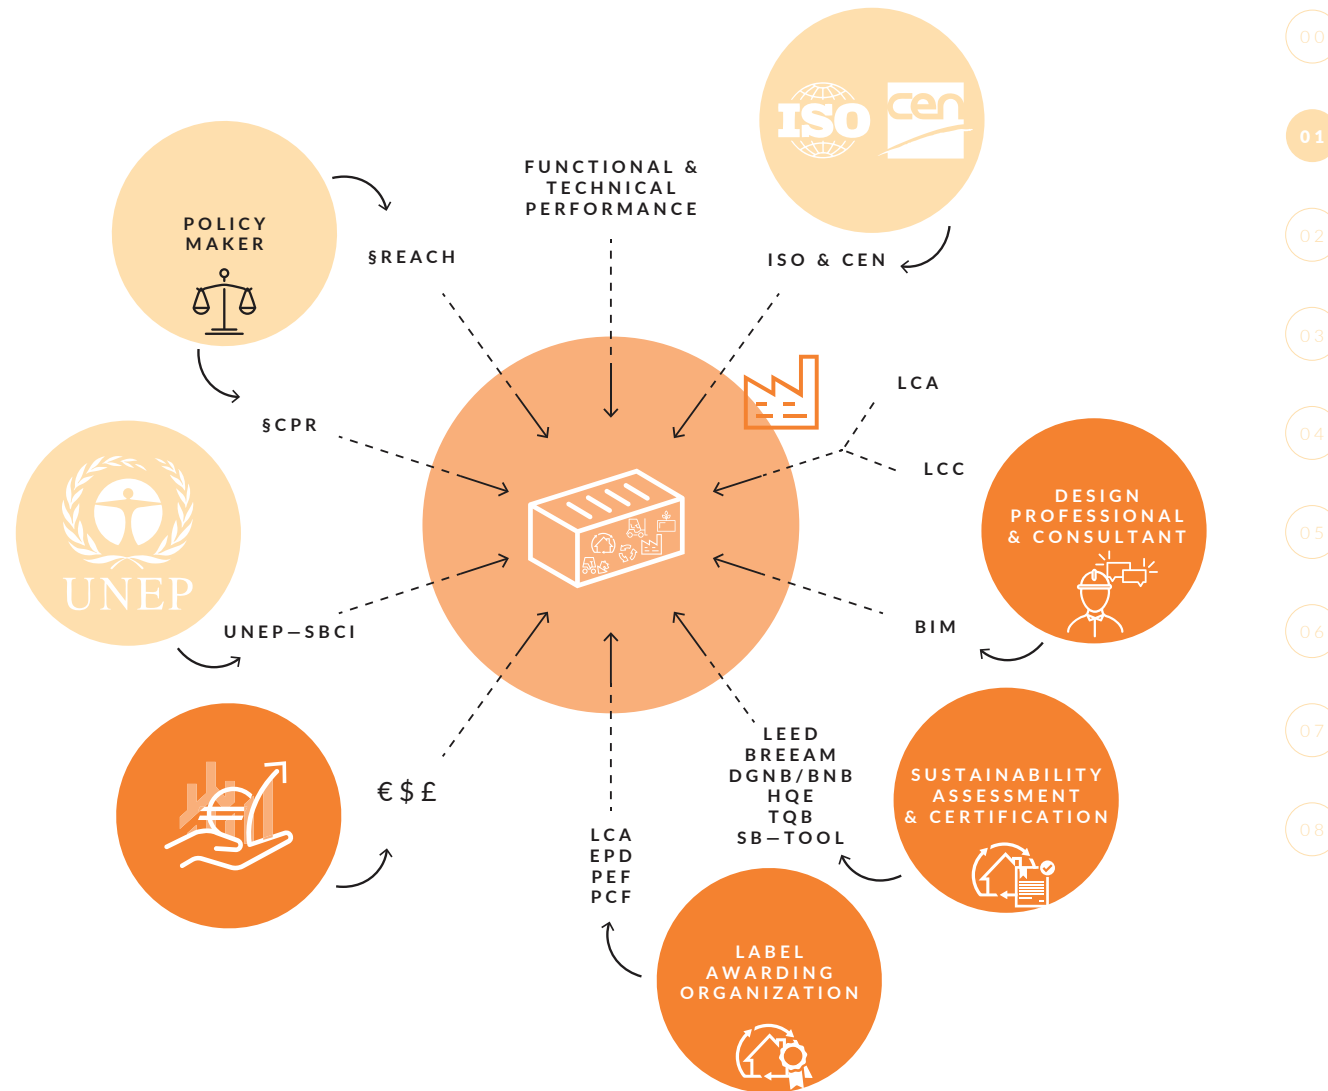 ISO cen
FUNCTIONAL &
TECHNICAL
PERFORMANCE
POLICY
MAKER
§REACH
ISO & CEN
LCA
§CPR
LCC
DESIGN
PROFESSIONAL
& CONSULTANT
UNEP
UNEP—SBCI
BIM
€ $ £
LEED
BREEAM
DGNB/BNB
HQE
TQB
SB—TOOL
SUSTAINABILITY
ASSESSMENT
& CERTIFICATION
LCA
EPD
PEF
PCF
LABEL
AWARDING
ORGANIZATION
00
01
02
03
04
05
06
07
08